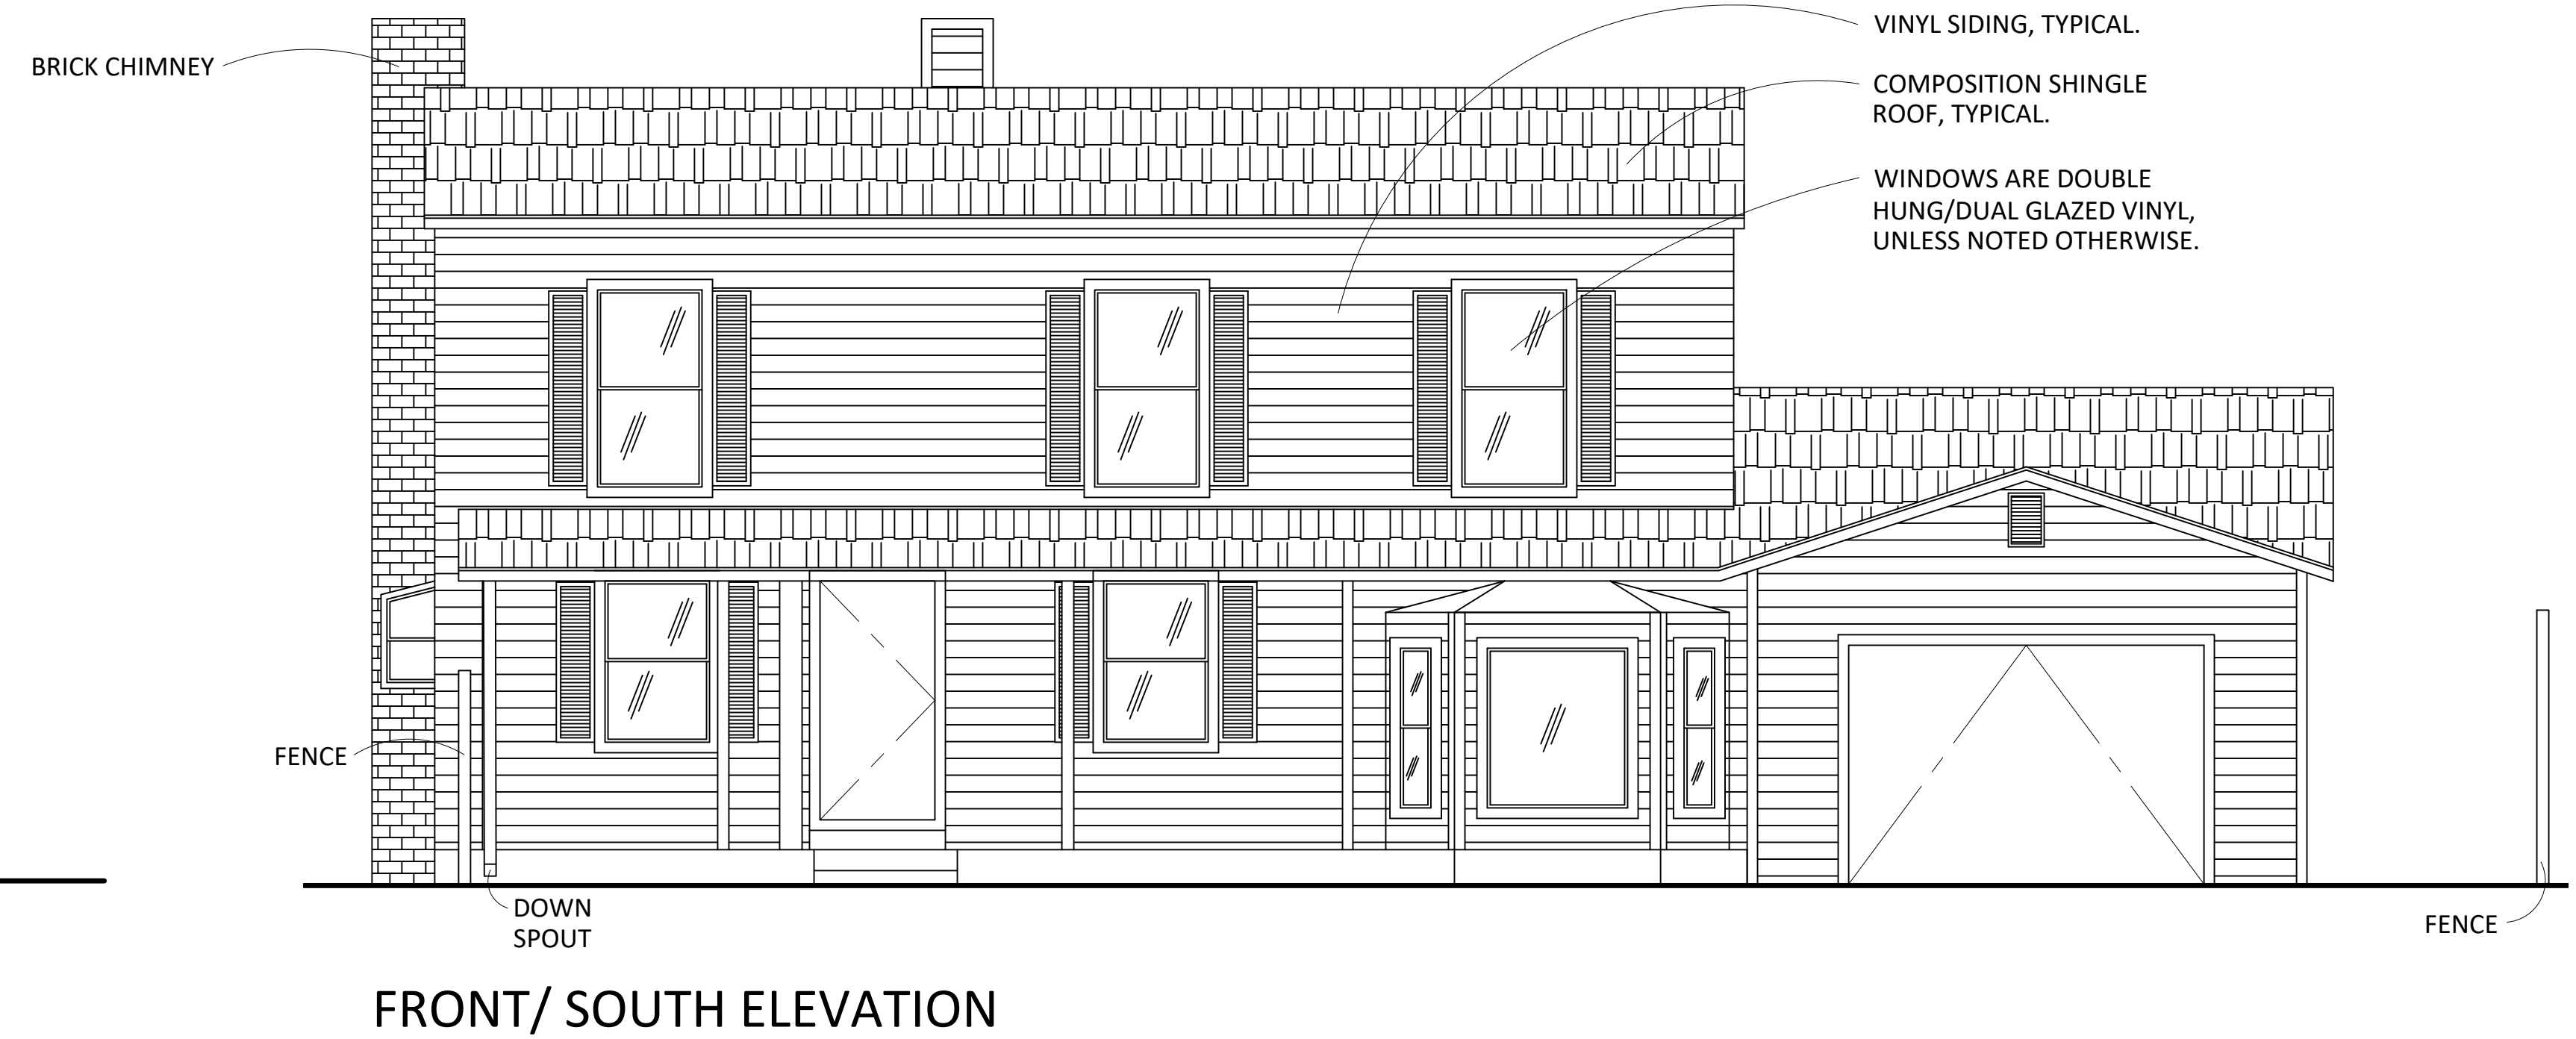 VINYL SIDING, TYPICAL.
BRICK CHIMNEY
COMPOSITION SHINGLE
ROOF, TYPICAL.
WINDOWS ARE DOUBLE
HUNG/DUAL GLAZED VINYL,
UNLESS NOTED OTHERWISE.
FENCE
DOWN
SPOUT
FENCE
FRONT/ SOUTH ELEVATION